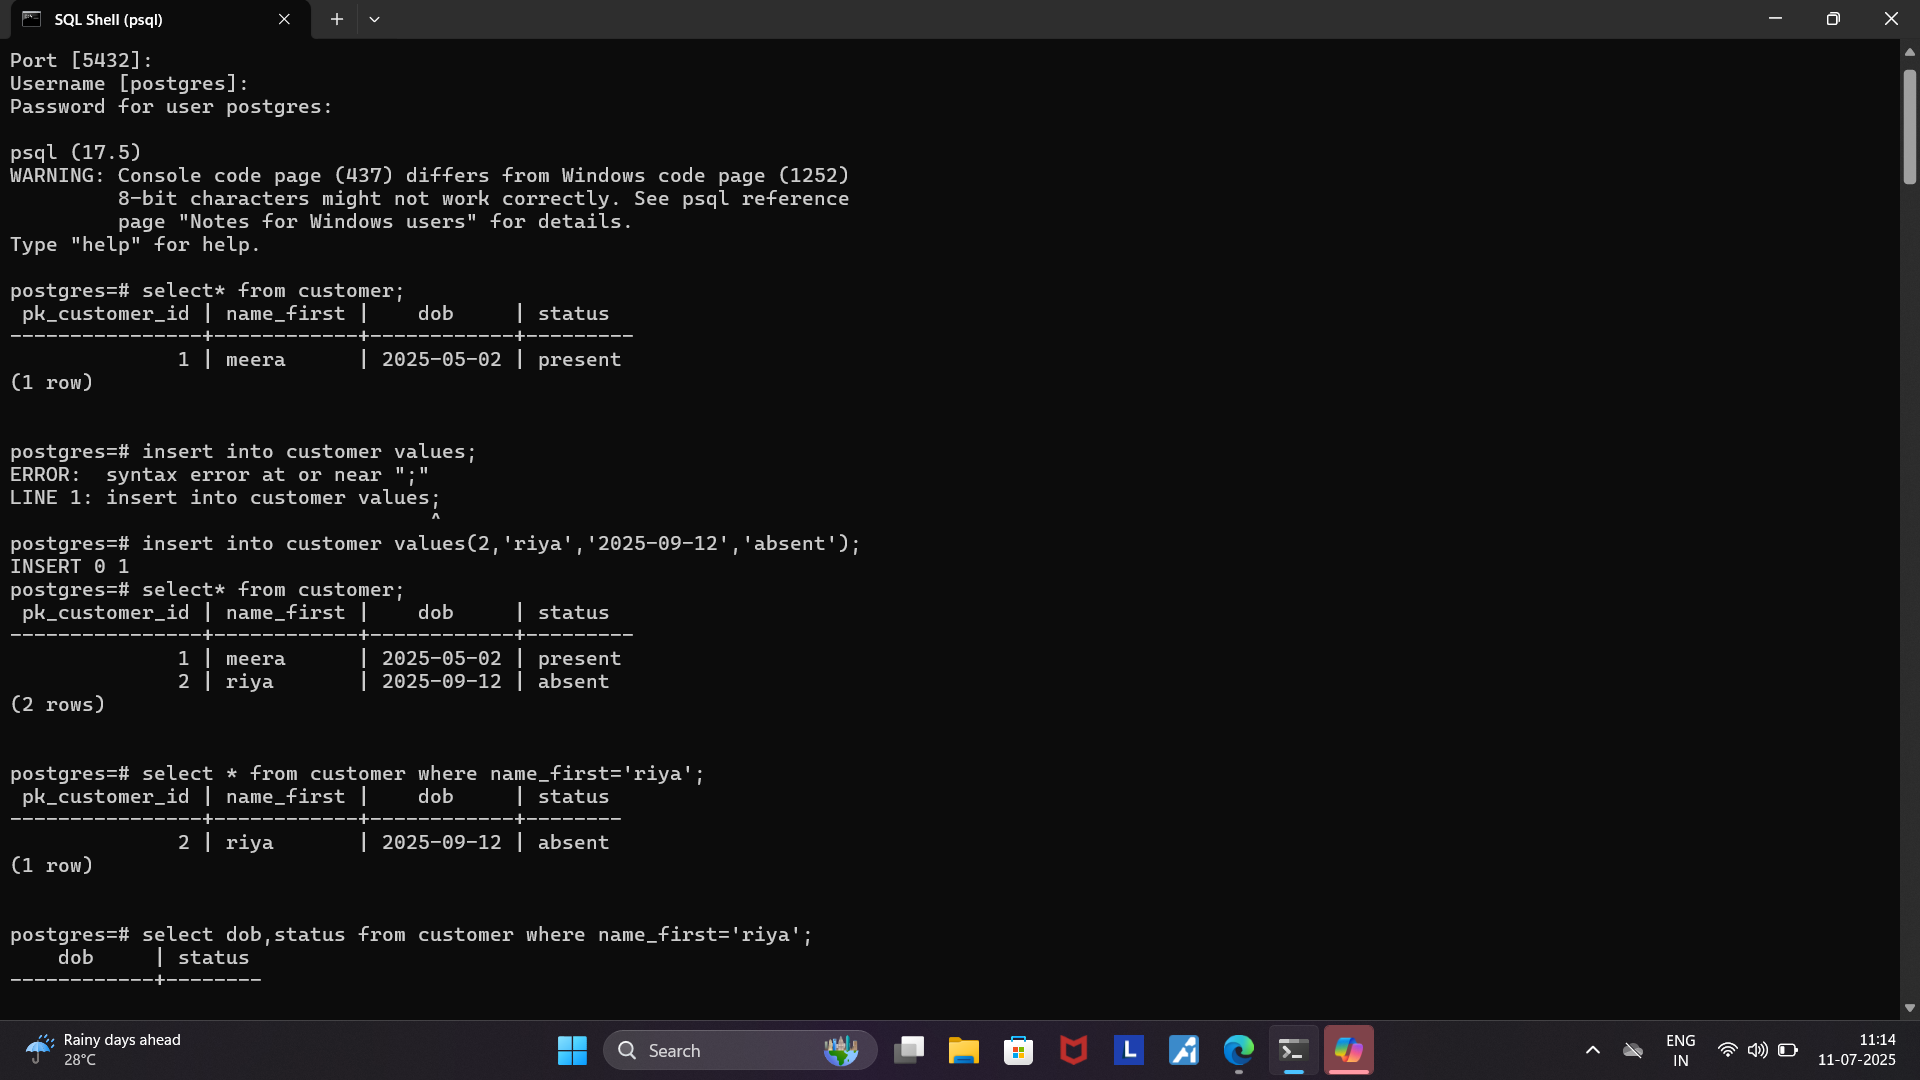 SQL Shell (psql)
Port [5432]:
Username [postgres]:
Password for user postgres:
psql (17.5)
WARNING: Console code page (437) differs from Windows code page (1252)
         8-bit characters might not work correctly. See psql reference
         page "Notes for Windows users" for details.
Type "help" for help.
postgres=# select* from customer;
 pk_customer_id | name_first |    dob     | status
----------------+------------+------------+---------
              1 | meera      | 2025-05-02 | present
(1 row)
postgres=# insert into customer values;
ERROR:  syntax error at or near ";"
LINE 1: insert into customer values;
                                   ^
postgres=# insert into customer values(2,'riya','2025-09-12','absent');
INSERT 0 1
postgres=# select* from customer;
 pk_customer_id | name_first |    dob     | status
----------------+------------+------------+---------
              1 | meera      | 2025-05-02 | present
              2 | riya       | 2025-09-12 | absent
(2 rows)
postgres=# select * from customer where name_first='riya';
 pk_customer_id | name_first |    dob     | status
----------------+------------+------------+--------
              2 | riya       | 2025-09-12 | absent
(1 row)
postgres=# select dob,status from customer where name_first='riya';
    dob     | status
------------+--------
Rainy days ahead
28°C
Search
L
ENG
IN
11:14
11-07-2025